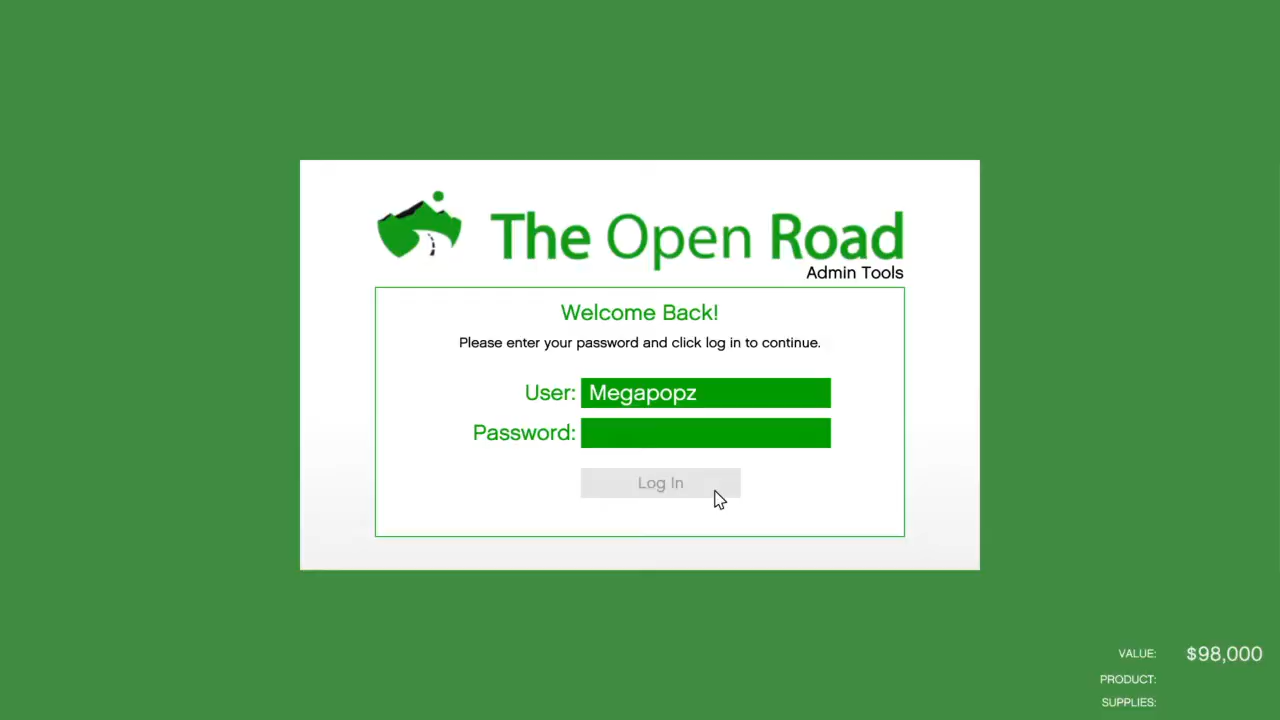 The Open Road
Admin Tools
Welcome Back!
Please enter your password and click log in to continue.
User: Megapopz
Password:
Log In
VALUE: $98,000
PRODUCT:
SUPPLIES: